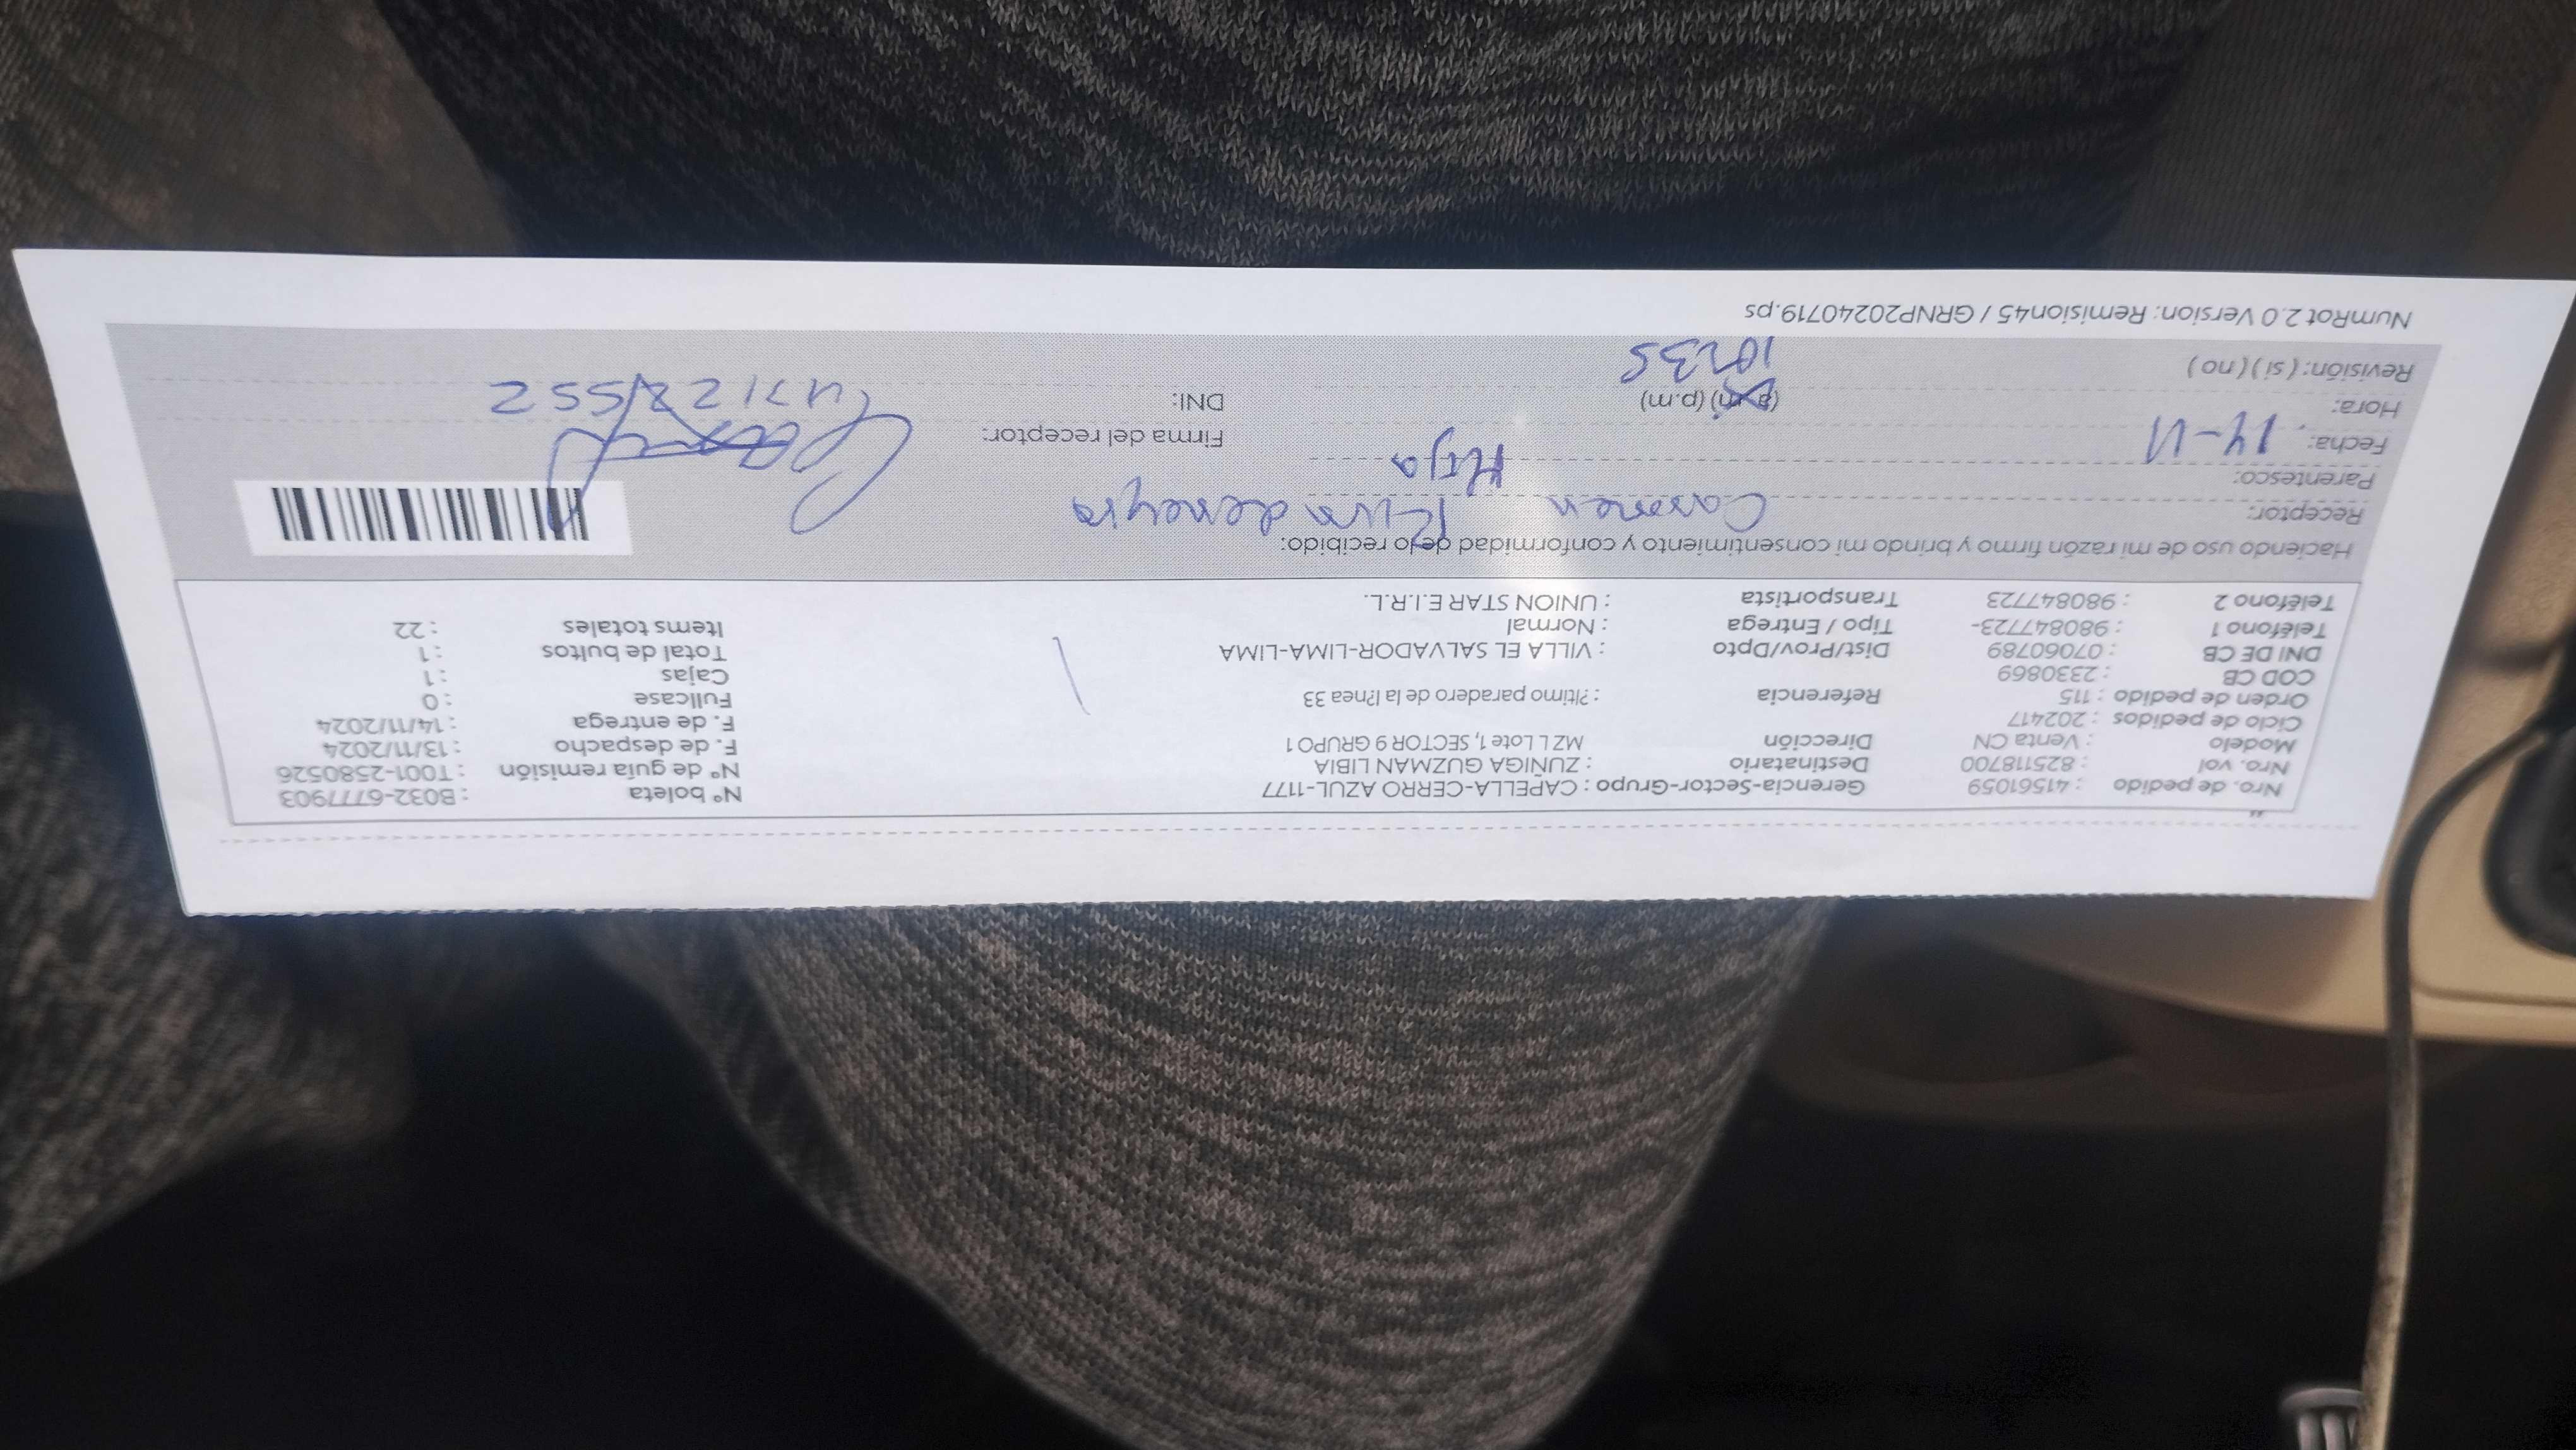 Nro. de pedido : 41561059 Gerencia-Sector-Grupo : CAPELLA-CERRO AZUL-1177 Nº boleta : B032-6777903
Nro. vol : 825118700 Destinatario : ZUÑIGA GUZMAN LIBIA Nº de guía remisión : T001-2580526
Modelo : Venta CN Dirección MZ L Lote 1, SECTOR 9 GRUPO 1 F. de despacho : 13/11/2024
Ciclo de pedidos : 202417 F. de entrega : 14/11/2024
Orden de pedido : 115 Referencia : ?ltimo paradero de la l?nea 33 Fullcase : 0
COD CB : 2330869 Cajas : 1
DNI DE CB : 07060789 Dist/Prov/Dpto : VILLA EL SALVADOR-LIMA-LIMA Total de bultos : 1
Teléfono 1 : 980847723- Tipo / Entrega : Normal Items totales : 22
Teléfono 2 : 980847723 Transportista : UNION STAR E.I.R.L.
Haciendo uso de mi razón firmo y brindo mi consentimiento y conformidad de lo recibido:
Receptor: Carmen
Parentesco: Hija
Fecha: 14-11 Firma del receptor:
Hora: (a.m) (p.m) DNI:
Revisión: ( si ) ( no ) 10:35
NumRot 2.0 Version: Remision45 / GRNP20240719.ps